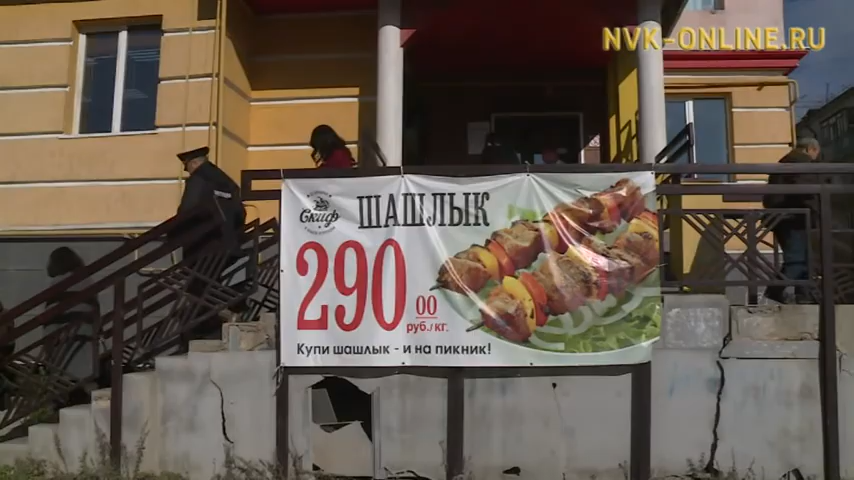 NVK-ONLINE.RU
Скиф
ШАШЛЫК
290 00
руб./кг.
Купи шашлык - и на пикник!